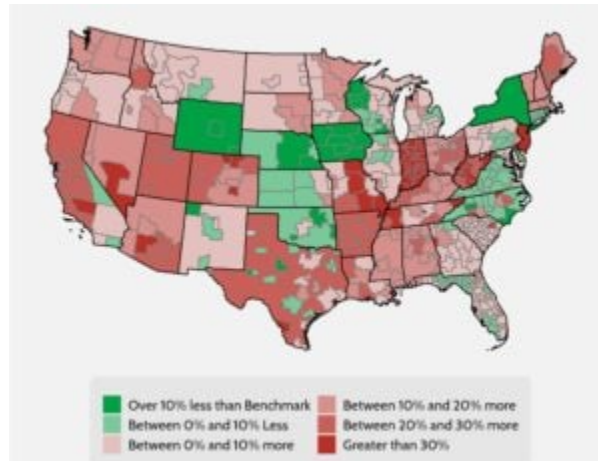 Over 10% less than Benchmark
Between 0% and 10% Less
Between 0% and 10% more
Between 10% and 20% more
Between 20% and 30% more
Greater than 30%